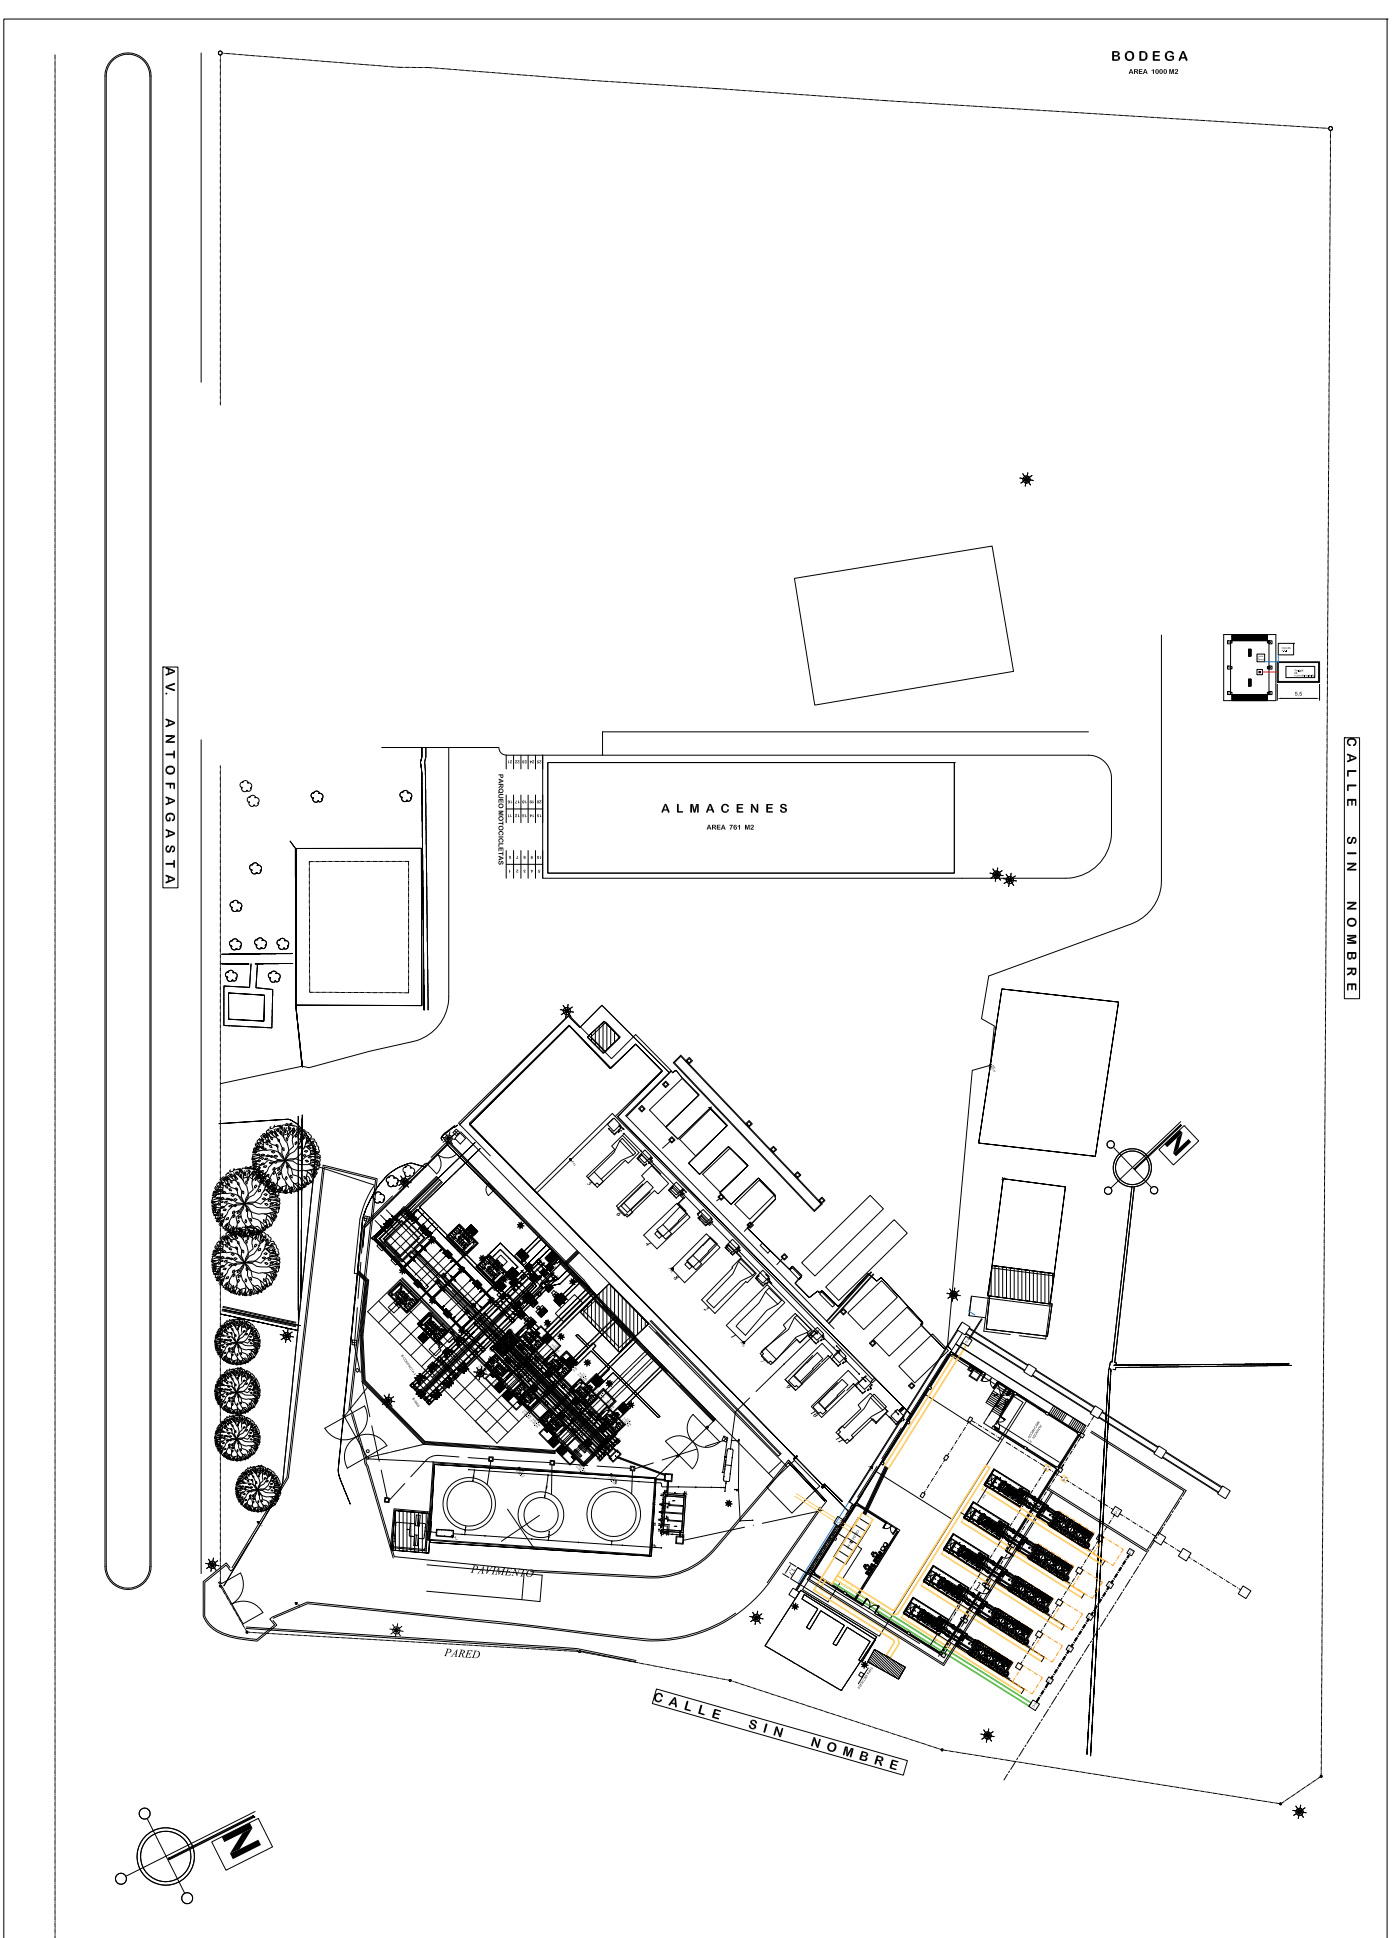 BODEGA
AREA 1000 M2
AV. ANTOFAGASTA
CALLE SIN NOMBRE
5.5
PARQUEO MOTOCICLETAS
ALMACENES
AREA 761 M2
N
PAVIMENTO
PARED
CALLE SIN NOMBRE
N